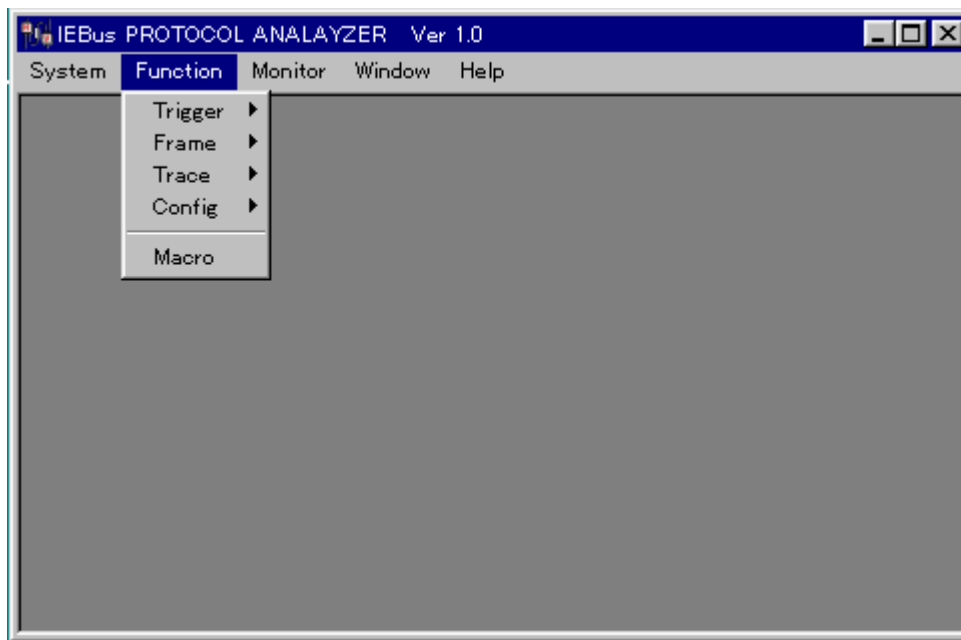 IEBus PROTOCOL ANALAYZER Ver 1.0
System Function Monitor Window Help
Trigger
Frame
Trace
Config
Macro